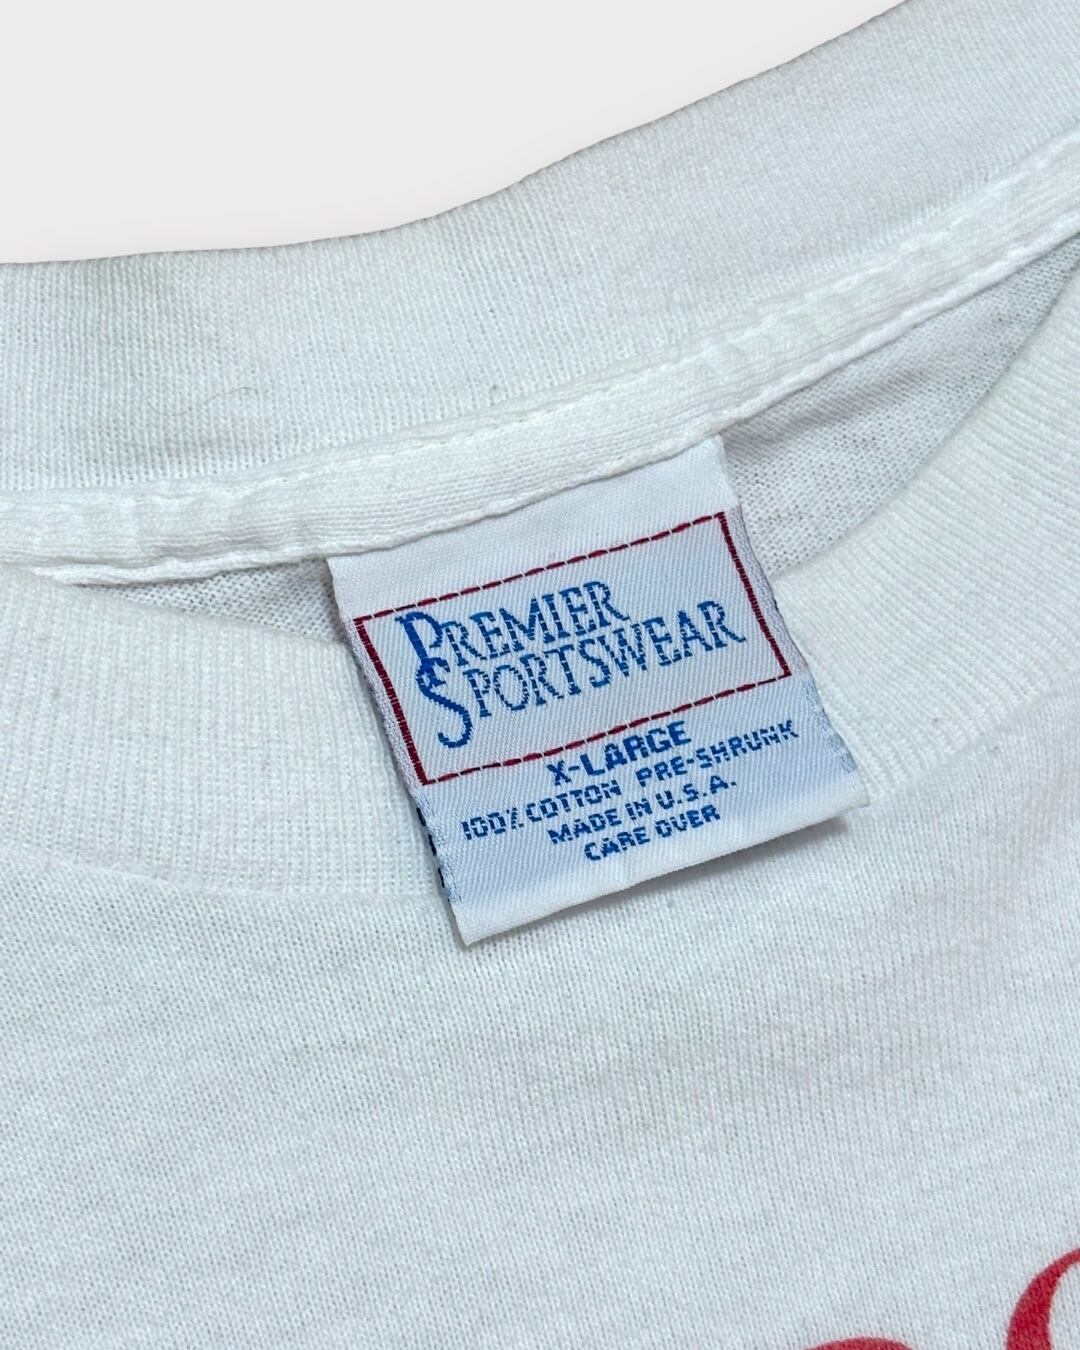 PREMIER
SPORTSWEAR
X-LARGE
100% COTTON PRE-SHRUNK
MADE IN U.S.A.
CARE OVER